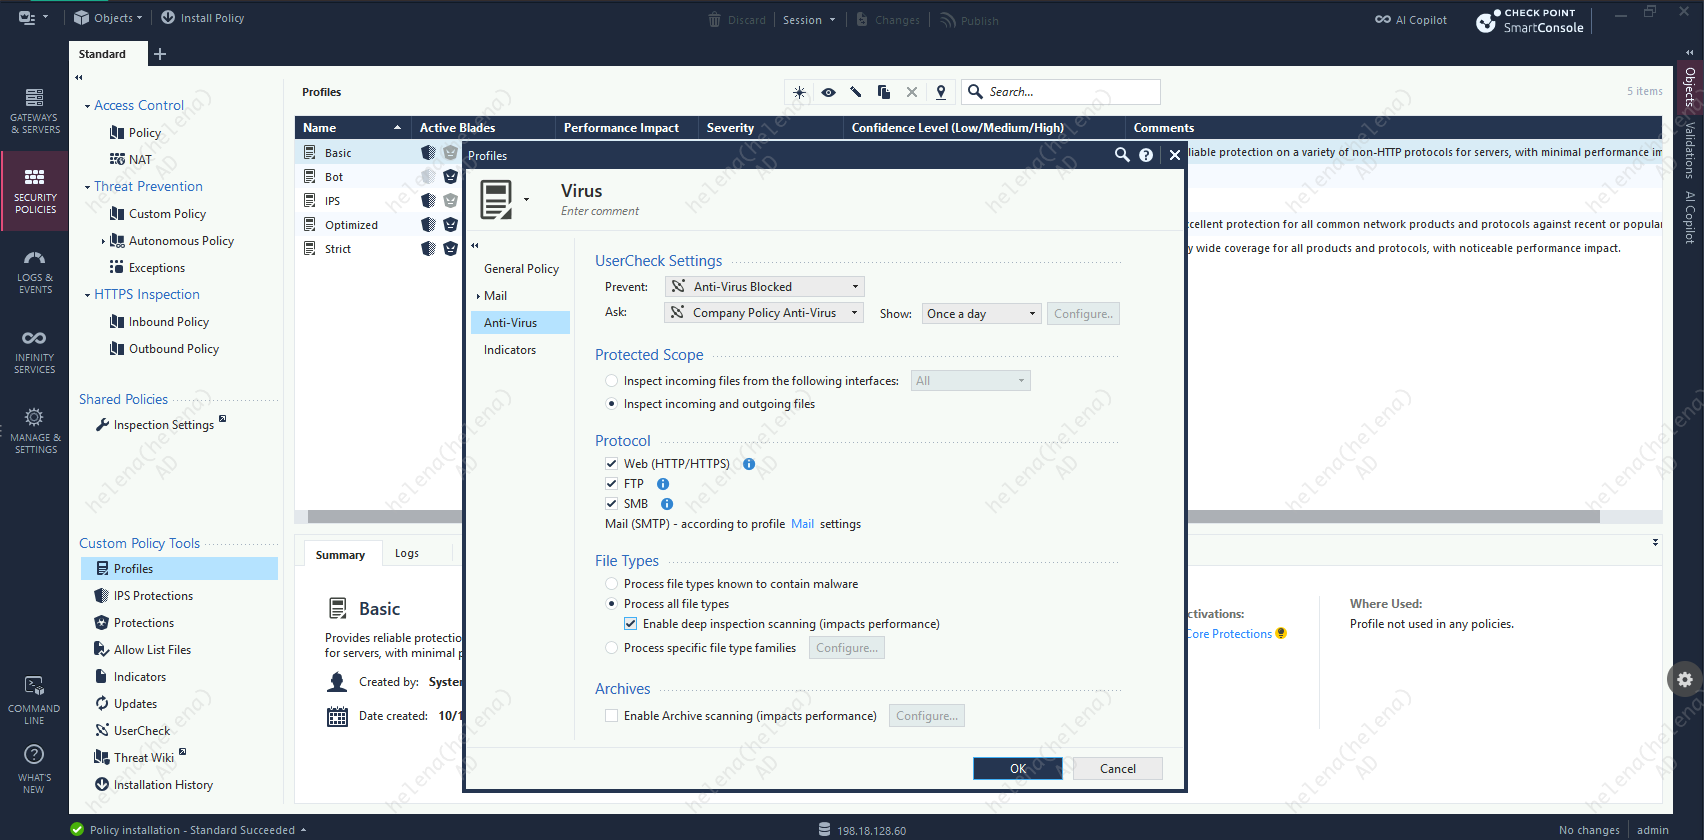 Objects
Install Policy
Discard
Session
Changes
Publish
AI Copilot
CHECK POINT
SmartConsole
Standard
GATEWAYS
& SERVERS
SECURITY
POLICIES
LOGS &
EVENTS
INFINITY
SERVICES
MANAGE &
SETTINGS
COMMAND
LINE
WHAT'S
NEW
Access Control
Policy
NAT
Threat Prevention
Custom Policy
Autonomous Policy
Exceptions
HTTPS Inspection
Inbound Policy
Outbound Policy
Shared Policies
Inspection Settings
Custom Policy Tools
Profiles
IPS Protections
Protections
Allow List Files
Indicators
Updates
UserCheck
Threat Wiki
Installation History
Profiles
Search...
5 items
Name Active Blades Performance Impact Severity Confidence Level (Low/Medium/High) Comments
Basic
liable protection on a variety of non-HTTP protocols for servers, with minimal performance im
Bot
IPS
Optimized
cellent protection for all common network products and protocols against recent or popular
Strict
y wide coverage for all products and protocols, with noticeable performance impact.
Profiles
Virus
Enter comment
General Policy
Mail
Anti-Virus
Indicators
UserCheck Settings
Prevent: Anti-Virus Blocked
Ask: Company Policy Anti-Virus Show: Once a day Configure..
Protected Scope
Inspect incoming files from the following interfaces: All
Inspect incoming and outgoing files
Protocol
Web (HTTP/HTTPS)
FTP
SMB
Mail (SMTP) - according to profile Mail settings
File Types
Process file types known to contain malware
Process all file types
Enable deep inspection scanning (impacts performance)
Process specific file type families Configure...
Archives
Enable Archive scanning (impacts performance) Configure...
OK Cancel
Summary Logs
Basic
Provides reliable protectio
for servers, with minimal p
Created by: System
Date created: 10/1
ctivations:
Core Protections
Where Used:
Profile not used in any policies.
Objects
Validations
AI Copilot
Policy installation - Standard Succeeded
198.18.128.60
No changes
admin
helena(helena)
AD